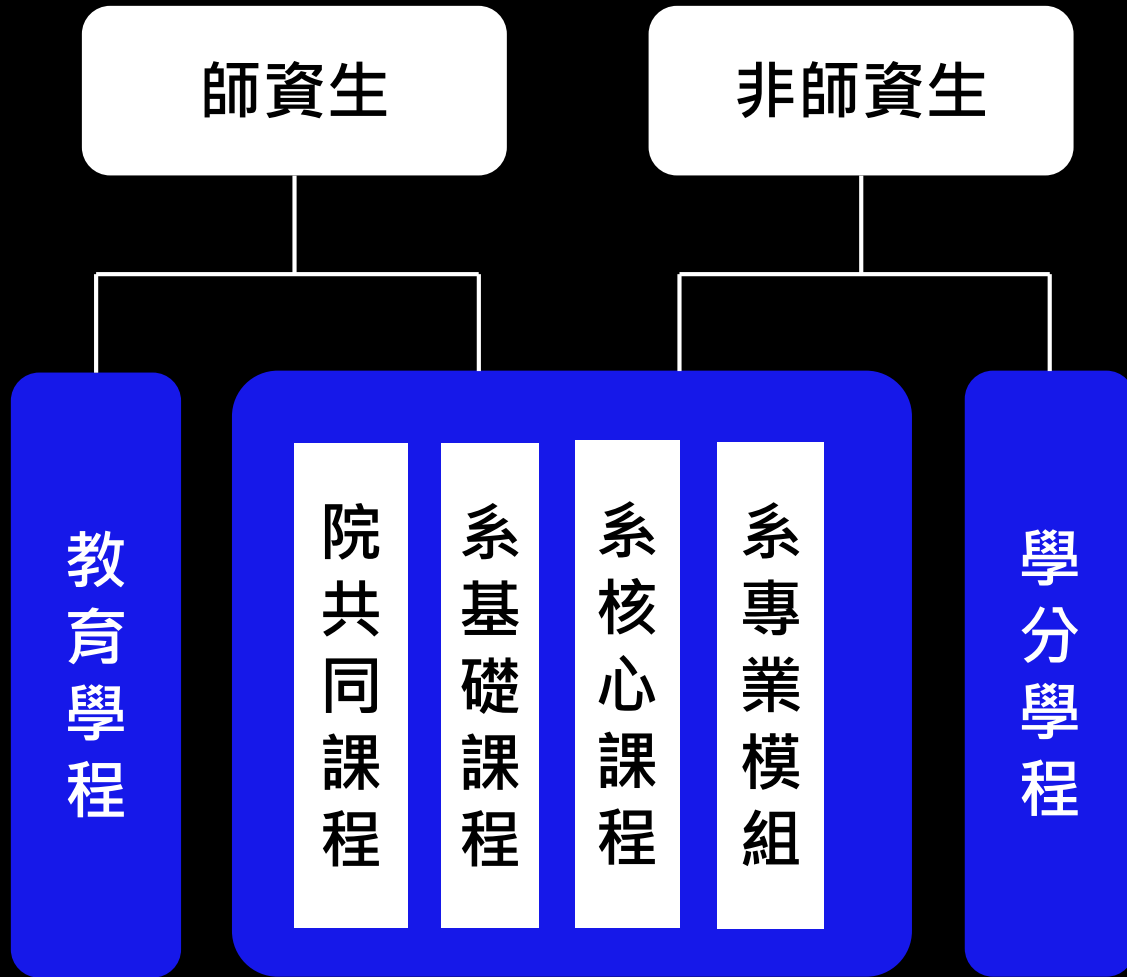 師資生
非師資生
教育學程
院共同課程
系基礎課程
系核心課程
系專業模組
學分學程